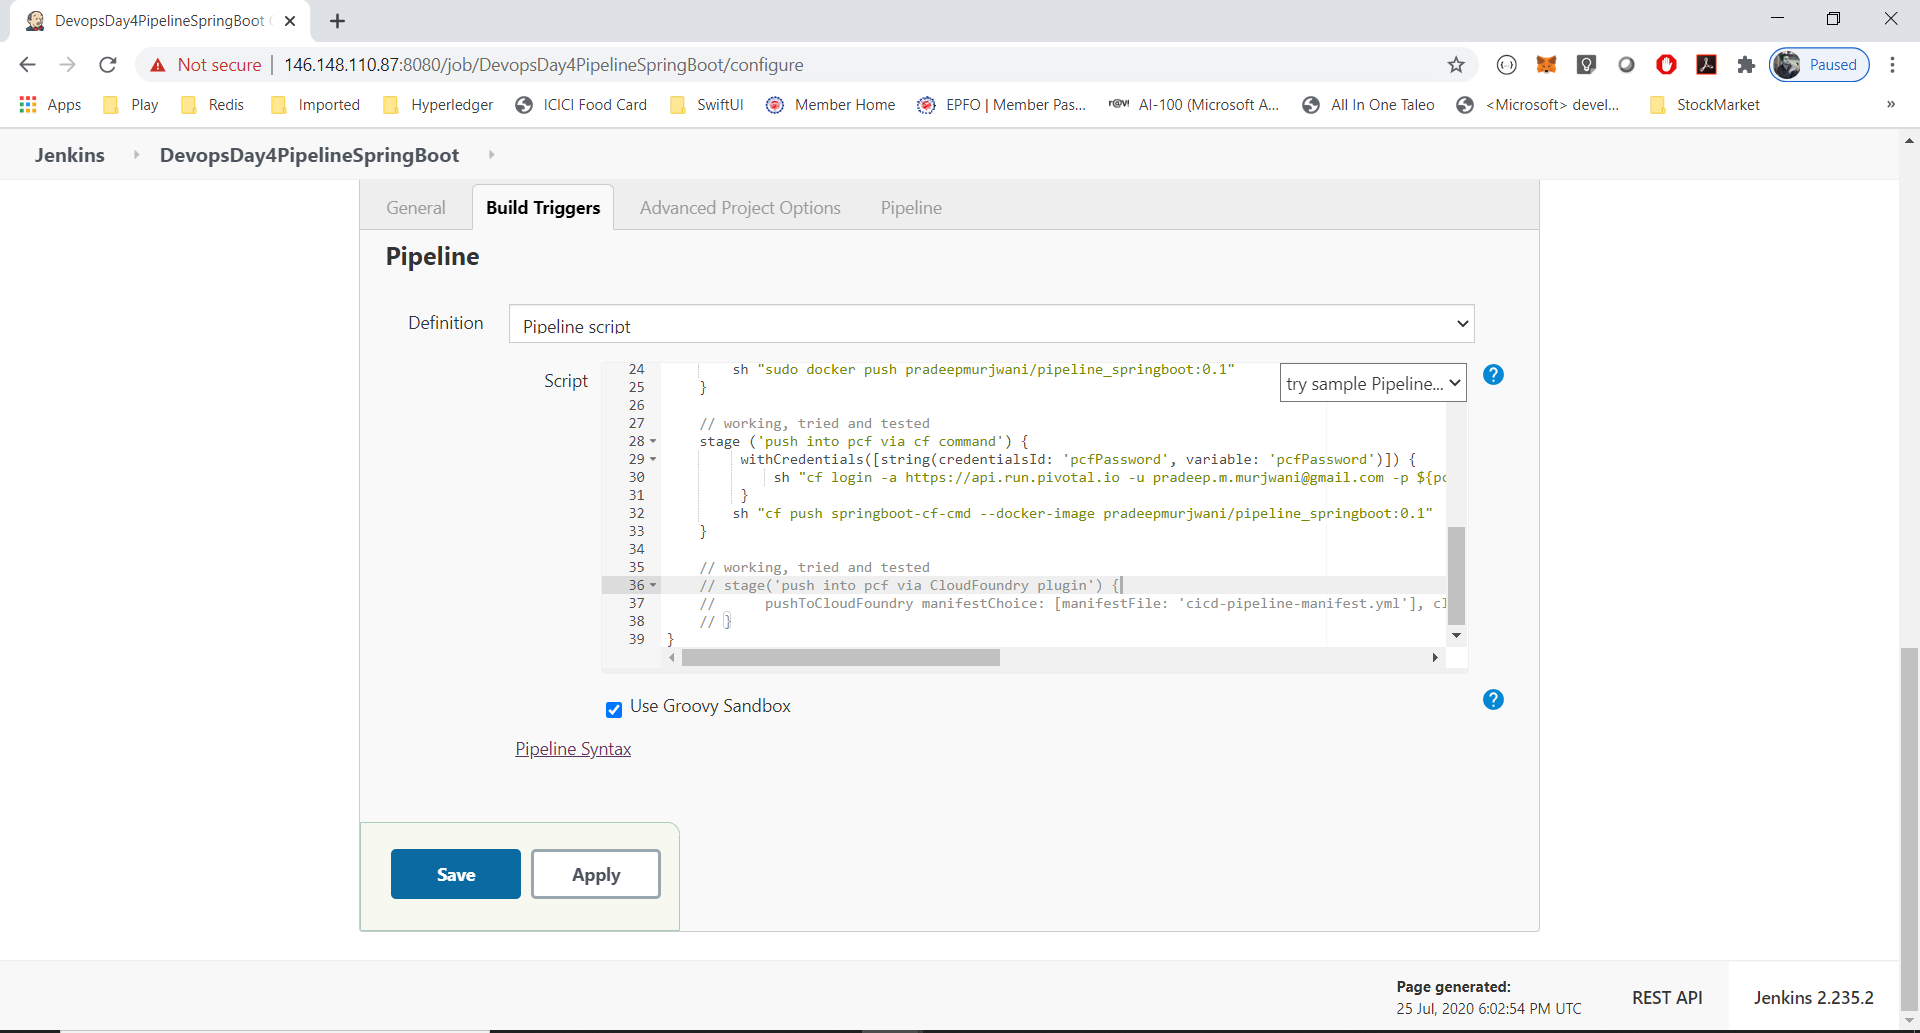 DevopsDay4PipelineSpringBoot
Not secure | 146.148.110.87:8080/job/DevopsDay4PipelineSpringBoot/configure
Paused
Apps Play Redis Imported Hyperledger ICICI Food Card SwiftUI Member Home EPFO | Member Pas... r@v! AI-100 (Microsoft A... All In One Taleo <Microsoft> devel... StockMarket »
Jenkins DevopsDay4PipelineSpringBoot
General Build Triggers Advanced Project Options Pipeline
Pipeline
Definition Pipeline script
Script
try sample Pipeline...
24 sh "sudo docker push pradeepmurjwani/pipeline_springboot:0.1"
25 }
26
27 // working, tried and tested
28 stage ('push into pcf via cf command') {
29 withCredentials([string(credentialsId: 'pcfPassword', variable: 'pcfPassword')]) {
30 sh "cf login -a https://api.run.pivotal.io -u pradeep.m.murjwani@gmail.com -p ${pc
31 }
32 sh "cf push springboot-cf-cmd --docker-image pradeepmurjwani/pipeline_springboot:0.1"
33 }
34
35 // working, tried and tested
36 // stage('push into pcf via CloudFoundry plugin') {
37 // pushToCloudFoundry manifestChoice: [manifestFile: 'cicd-pipeline-manifest.yml'], cl
38 // }
39 }
Use Groovy Sandbox
Pipeline Syntax
Save Apply
Page generated:
25 Jul, 2020 6:02:54 PM UTC
REST API
Jenkins 2.235.2